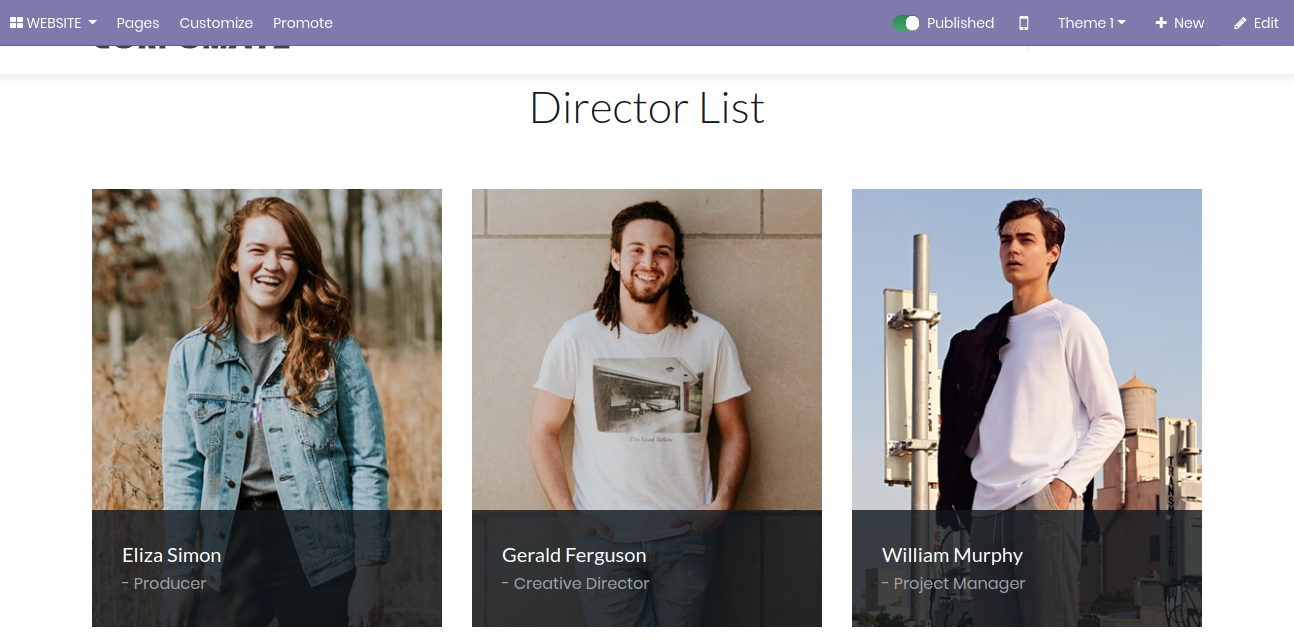 WEBSITE Pages Customize Promote Published Theme 1 New Edit
Director List
Eliza Simon
- Producer
Gerald Ferguson
- Creative Director
William Murphy
- Project Manager